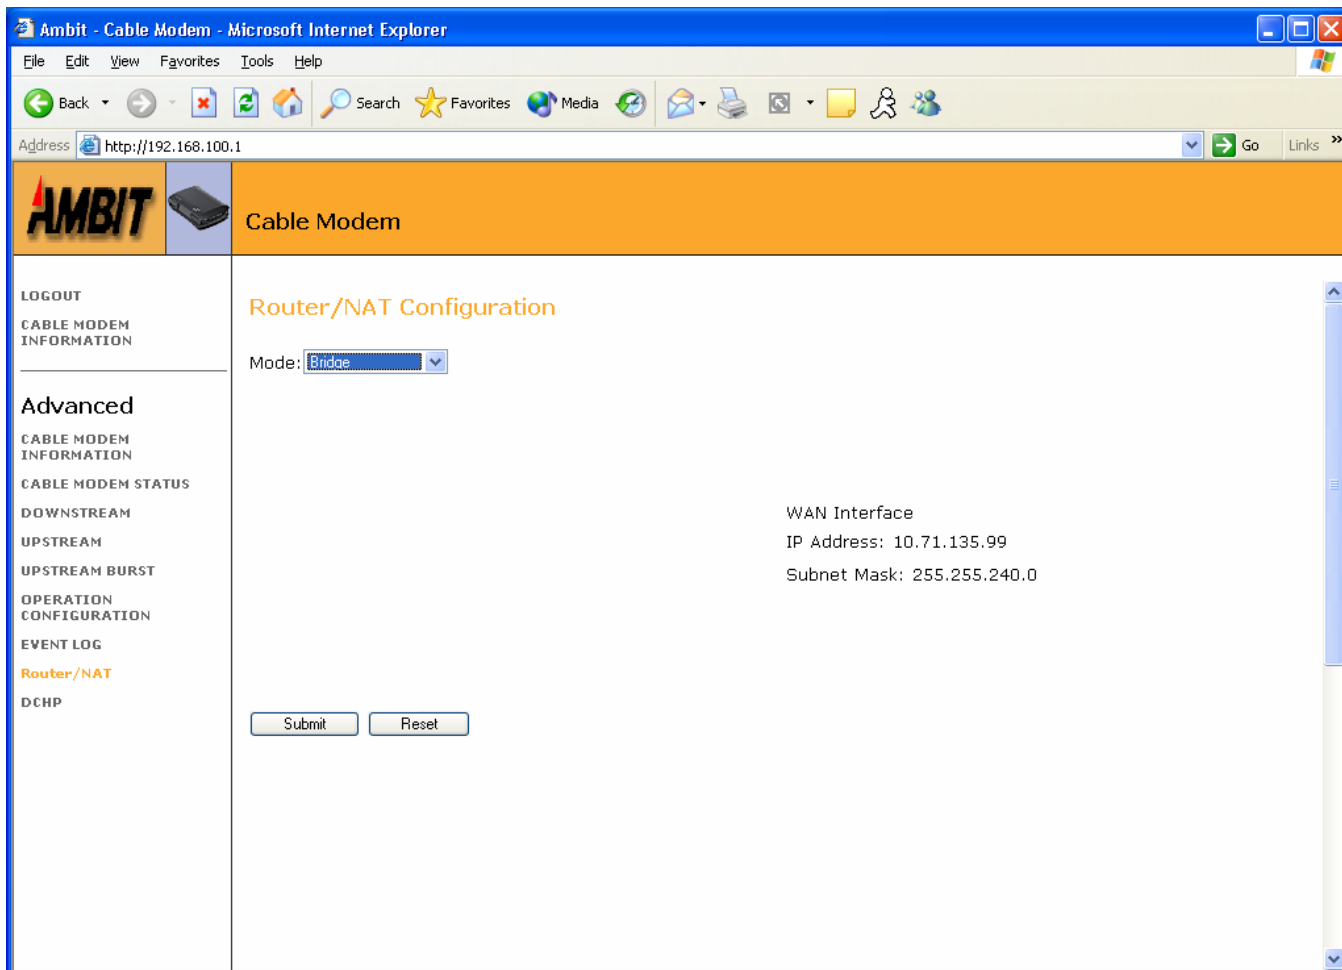 Ambit - Cable Modem - Microsoft Internet Explorer
File Edit View Favorites Tools Help
Back Search Favorites Media
Address http://192.168.100.1 Go Links »
AMBIT
Cable Modem
LOGOUT
CABLE MODEM
INFORMATION
Advanced
CABLE MODEM
INFORMATION
CABLE MODEM STATUS
DOWNSTREAM
UPSTREAM
UPSTREAM BURST
OPERATION
CONFIGURATION
EVENT LOG
Router/NAT
DCHP
Router/NAT Configuration
Mode: Bridge
WAN Interface
IP Address: 10.71.135.99
Subnet Mask: 255.255.240.0
Submit Reset